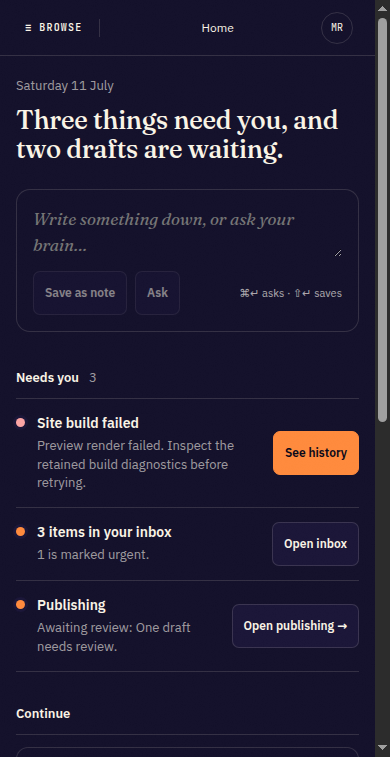 ≡ BROWSE
Home
MR
Saturday 11 July
Three things need you, and
two drafts are waiting.
Write something down, or ask your
brain...
Save as note
Ask
⌘↵ asks · ⇧↵ saves
Needs you 3
Site build failed
Preview render failed. Inspect the
retained build diagnostics before
retrying.
See history
3 items in your inbox
1 is marked urgent.
Open inbox
Publishing
Awaiting review: One draft
needs review.
Open publishing →
Continue